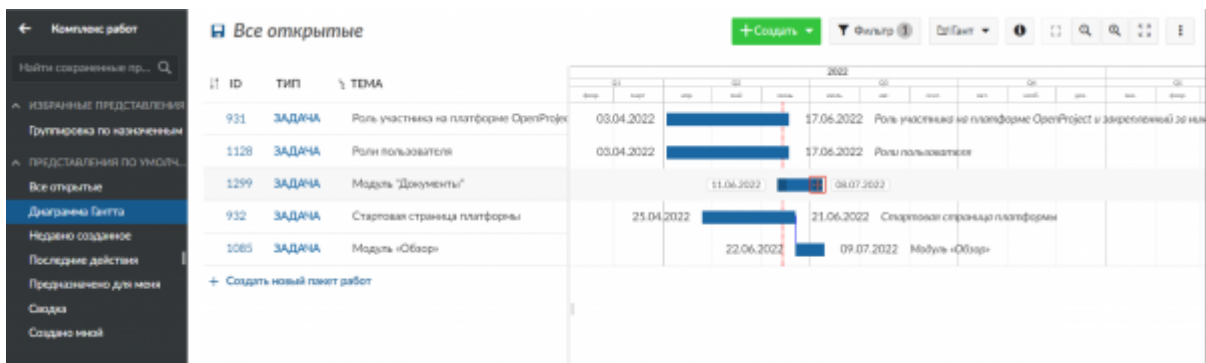 Комплекс работ
Найти сохраненные пр...
ИЗБРАННЫЕ ПРЕДСТАВЛЕНИЯ
Группировка по назначенным
ПРЕДСТАВЛЕНИЯ ПО УМОЛЧ...
Все открытые
Диаграмма Гантта
Недавно созданное
Последние действия
Предназначено для меня
Сводка
Создано мной
Все открытые
+Создать
Фильтр 1
Гант
ID ТИП ТЕМА
2022
Q1 Q2 Q3 Q4 Q1
931 ЗАДАЧА Роль участника на платформе OpenProjec 03.04.2022 17.06.2022 Роль участника на платформе OpenProject и закрепленный за ним
1128 ЗАДАЧА Роли пользователя 03.04.2022 17.06.2022 Роли пользователя
1299 ЗАДАЧА Модуль "Документы" 11.06.2022 08.07.2022
932 ЗАДАЧА Стартовая страница платформы 25.04.2022 21.06.2022 Стартовая страница платформы
1085 ЗАДАЧА Модуль «Обзор» 22.06.2022 09.07.2022 Модуль «Обзор»
+ Создать новый пакет работ